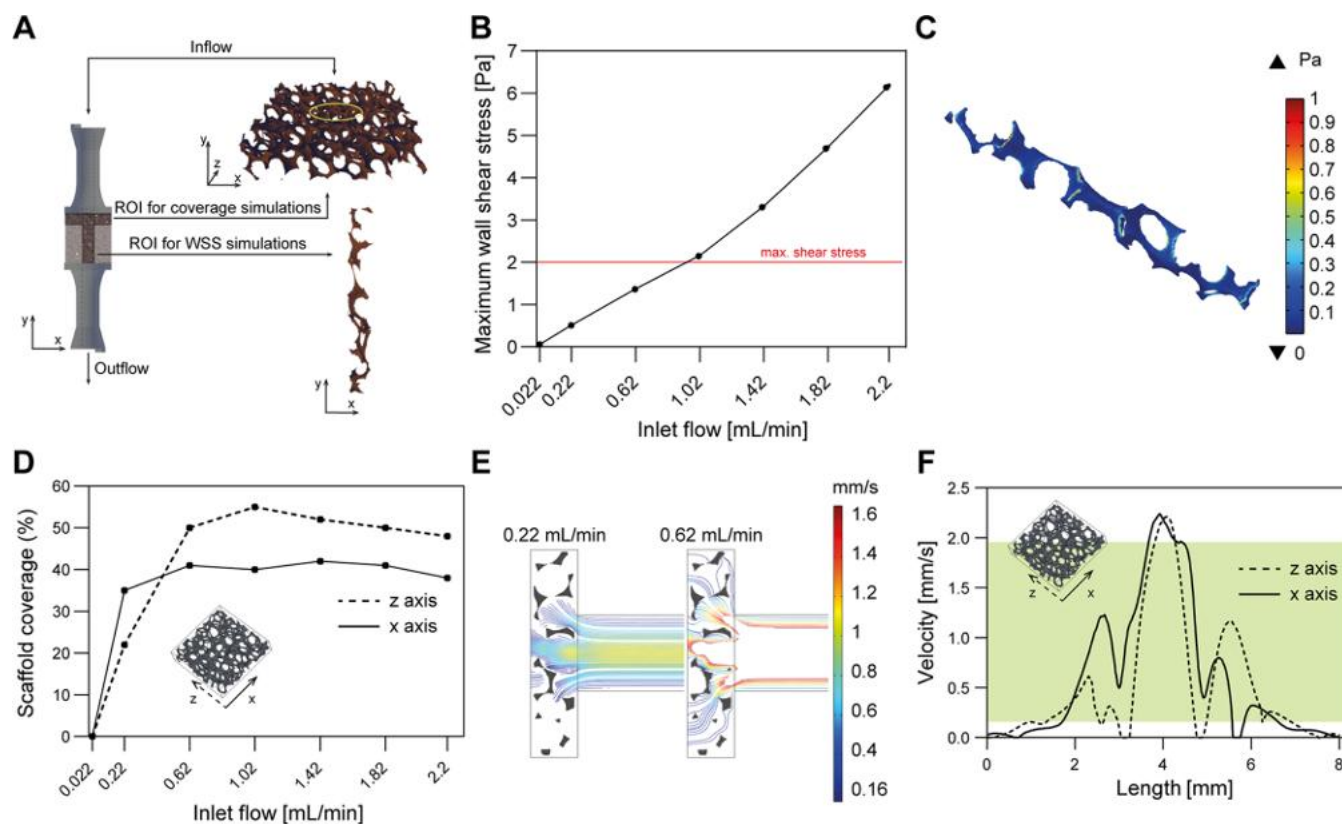 A
Inflow
y
z
x
ROI for coverage simulations
ROI for WSS simulations
y
x
Outflow
y
x
B
Maximum wall shear stress [Pa]
7
6
5
4
3
2
1
0
max. shear stress
0.022
0.22
0.62
1.02
1.42
1.82
2.2
Inlet flow [mL/min]
C
▲ Pa
1
0.9
0.8
0.7
0.6
0.5
0.4
0.3
0.2
0.1
▼ 0
D
Scaffold coverage (%)
60
50
40
30
20
10
0
z axis
x axis
z
x
0.022
0.22
0.62
1.02
1.42
1.82
2.2
Inlet flow [mL/min]
E
0.22 mL/min
0.62 mL/min
mm/s
1.6
1.4
1.2
1
0.8
0.6
0.4
0.16
F
Velocity [mm/s]
2.5
2.0
1.5
1.0
0.5
0.0
z
x
z axis
x axis
0
2
4
6
8
Length [mm]